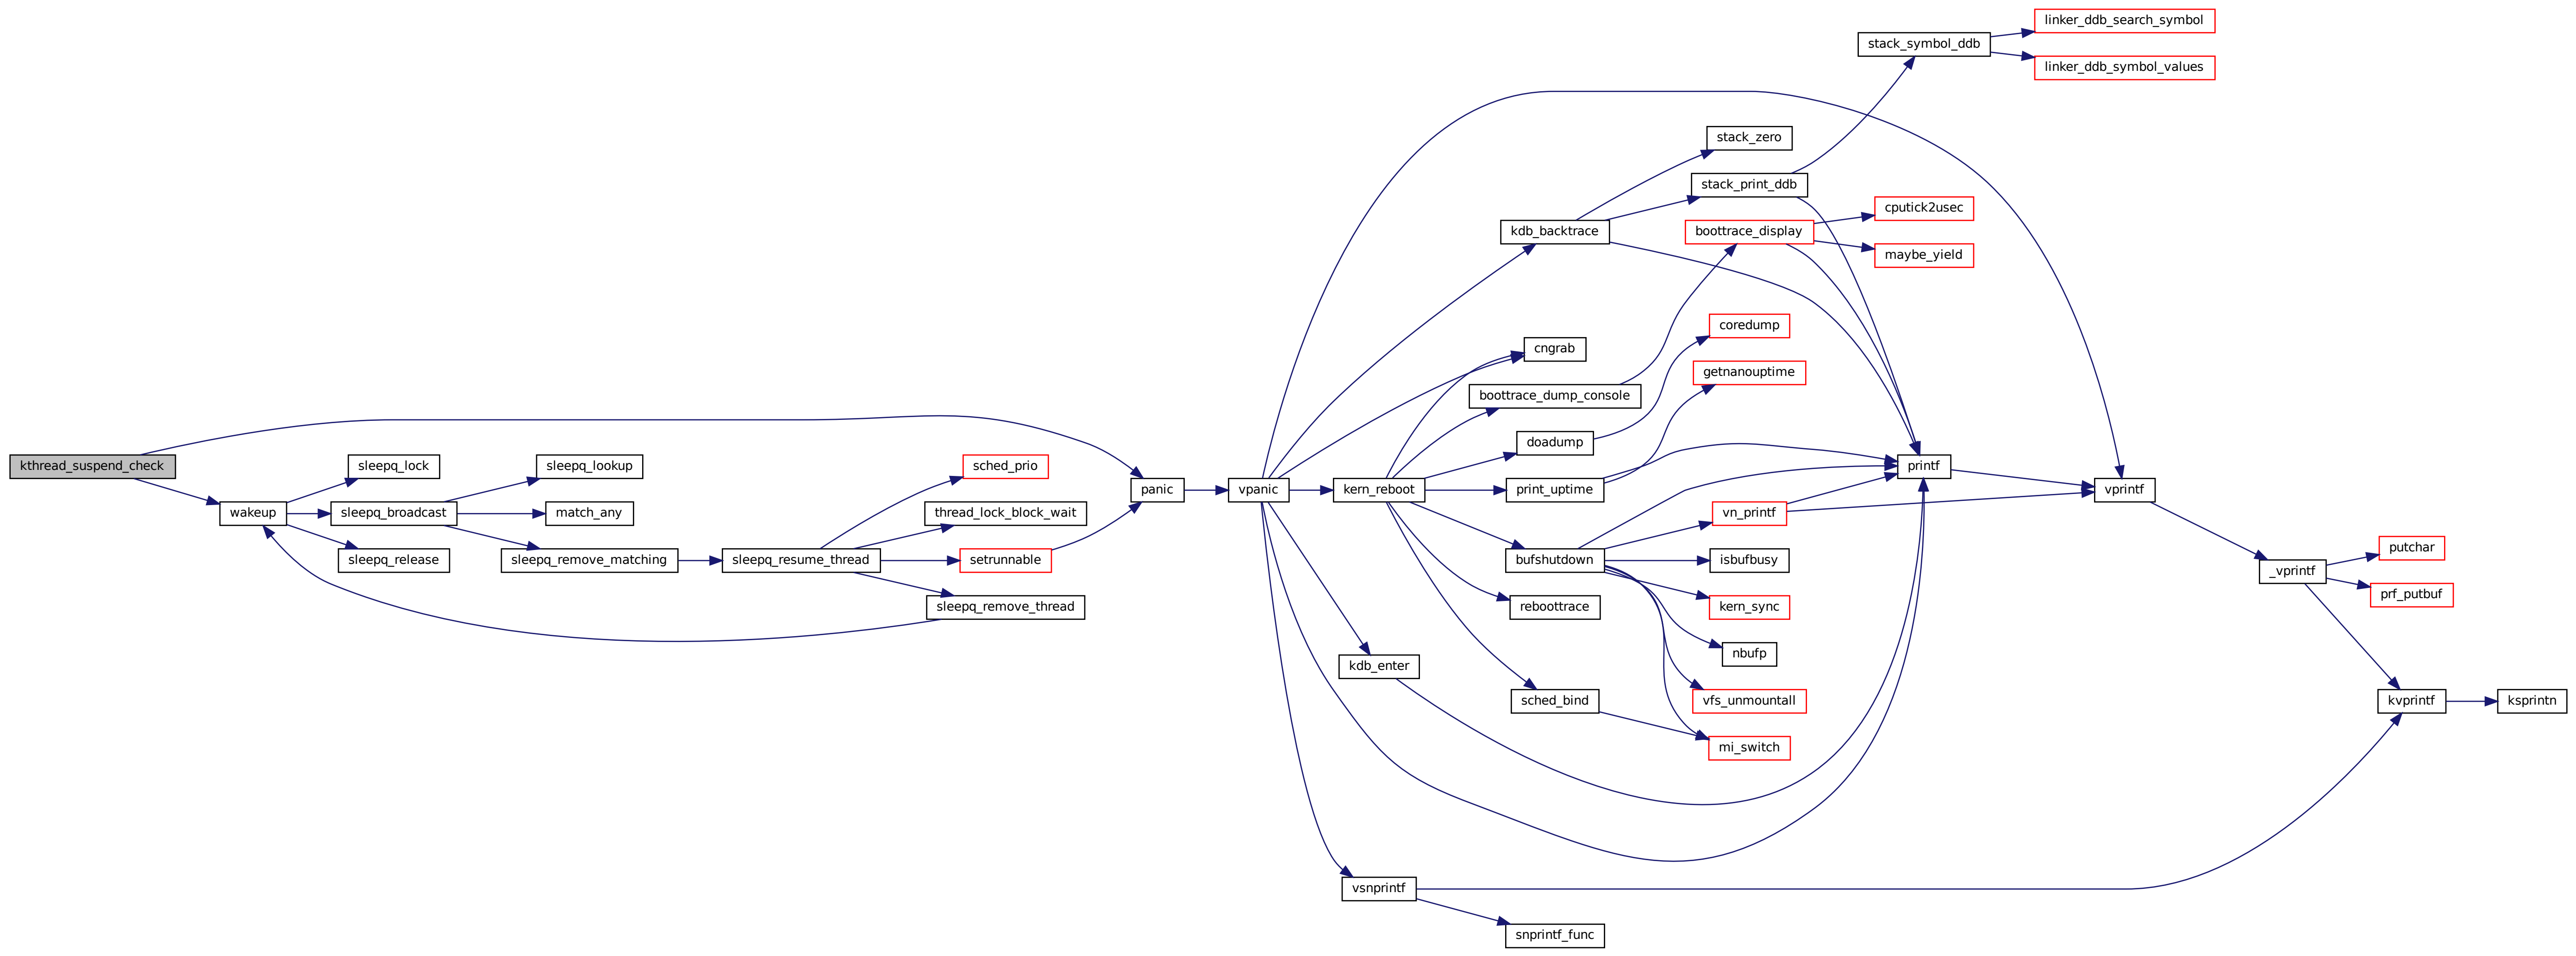 linker_ddb_search_symbol
stack_symbol_ddb
linker_ddb_symbol_values
stack_zero
stack_print_ddb
cputick2usec
kdb_backtrace
boottrace_display
maybe_yield
coredump
cngrab
getnanouptime
boottrace_dump_console
doadump
kthread_suspend_check
sleepq_lock
sleepq_lookup
sched_prio
printf
panic
vpanic
kern_reboot
print_uptime
vprintf
wakeup
sleepq_broadcast
match_any
thread_lock_block_wait
vn_printf
putchar
sleepq_release
sleepq_remove_matching
sleepq_resume_thread
setrunnable
bufshutdown
isbufbusy
_vprintf
prf_putbuf
sleepq_remove_thread
reboottrace
kern_sync
nbufp
kdb_enter
sched_bind
vfs_unmountall
kvprintf
ksprintn
mi_switch
vsnprintf
snprintf_func